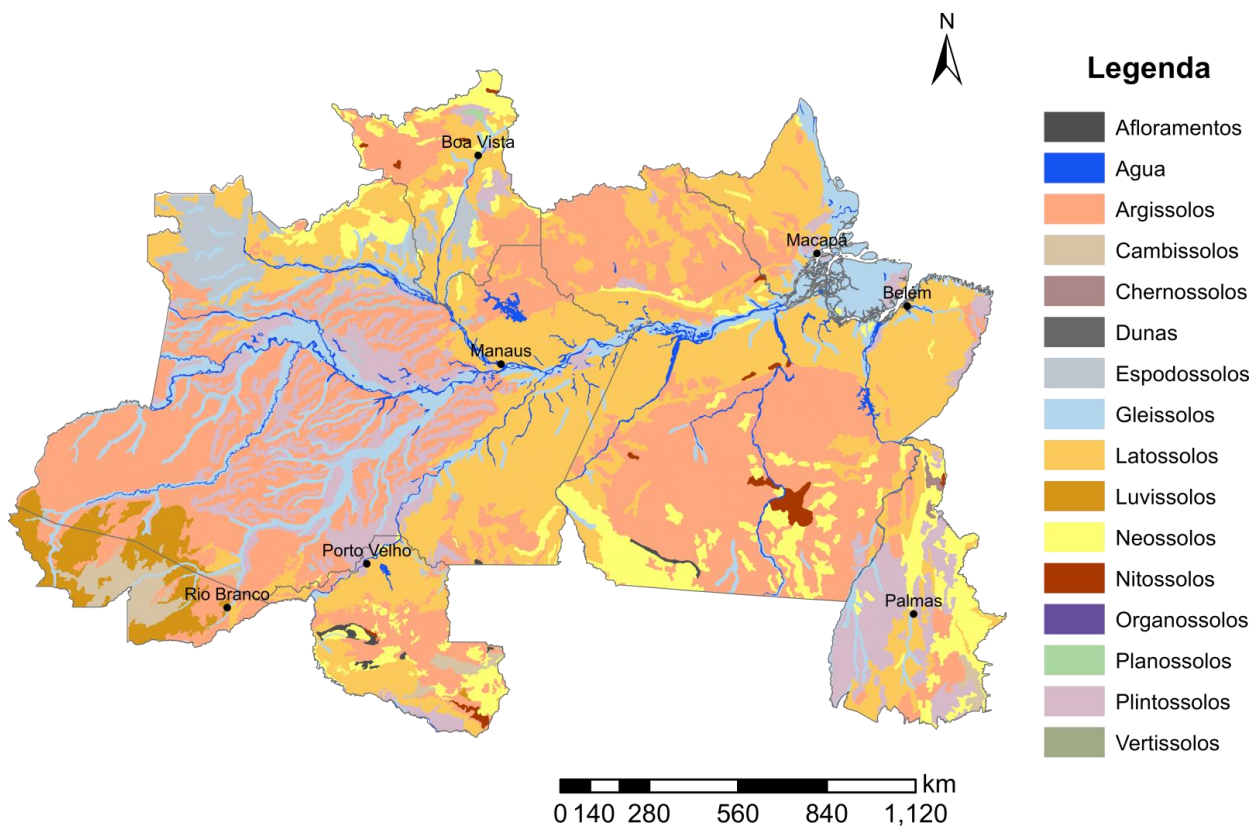 N
Legenda
Afloramentos
Agua
Argissolos
Cambissolos
Chernossolos
Dunas
Espodossolos
Gleissolos
Latossolos
Luvissolos
Neossolos
Nitossolos
Organossolos
Planossolos
Plintossolos
Vertissolos
Boa Vista
Macapá
Belém
Manaus
Porto Velho
Rio Branco
Palmas
km
0 140 280 560 840 1,120